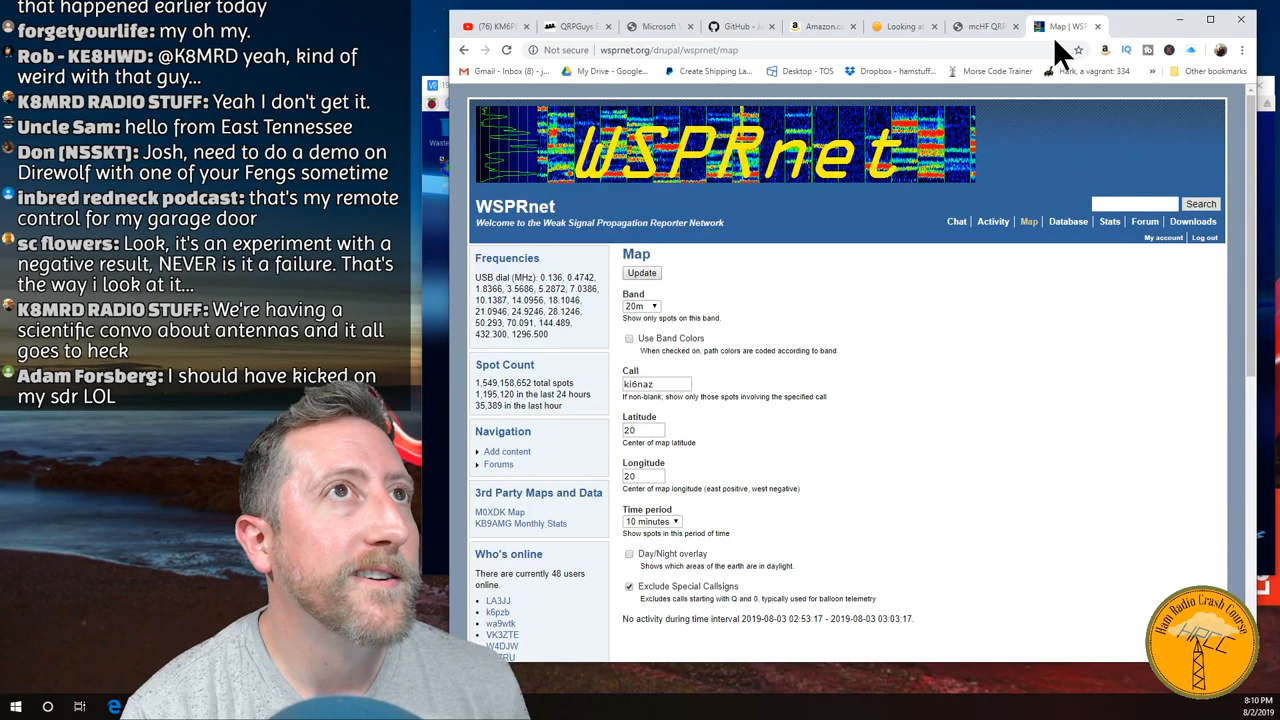 that happened earlier today
forgetyourlife: my oh my.
Rob - KE8HWD: @K8MRD yeah, kind of
weird with that guy...
K8MRD RADIO STUFF: Yeah I don't get it.
Uncle Sam: hello from East Tennessee
Don [N5SKT]: Josh, need to do a demo on
Direwolf with one of your Fengs sometime
inbred redneck podcast: that's my remote
control for my garage door
sc flowers: Look, it's an experiment with a
negative result, NEVER is it a failure. That's
the way i look at it...
K8MRD RADIO STUFF: We're having a
scientific convo about antennas and it all
goes to heck
Adam Forsberg: I should have kicked on
my sdr LOL
(76) KM6P
QRPGuys
Microsoft V
GitHub - J
Amazon.c
Looking at
mcHF QRP
Map | WSP
Not secure | wsprnet.org/drupal/wsprnet/map
Gmail - Inbox (8) - j...
My Drive - Google...
Create Shipping La...
Desktop - TOS
Dropbox - hamstuff...
Morse Code Trainer
Hark, a vagrant: 334
»
Other bookmarks
WSPRnet
WSPRnet
Welcome to the Weak Signal Propagation Reporter Network
Search
Chat | Activity | Map | Database | Stats | Forum | Downloads
My account | Log out
Frequencies
USB dial (MHz): 0.136, 0.4742,
1.8366, 3.5686, 5.2872, 7.0386,
10.1387, 14.0956, 18.1046,
21.0946, 24.9246, 28.1246,
50.293, 70.091, 144.489,
432.300, 1296.500
Spot Count
1,549,158,652 total spots
1,195,120 in the last 24 hours
35,389 in the last hour
Navigation
Add content
Forums
3rd Party Maps and Data
M0XDK Map
KB9AMG Monthly Stats
Who's online
There are currently 48 users
online.
LA3JJ
k6pzb
wa9wtk
VK3ZTE
W4DJW
Map
Update
Band
20m
Show only spots on this band.
Use Band Colors
When checked on, path colors are coded according to band
Call
ki6naz
If non-blank, show only those spots involving the specified call
Latitude
20
Center of map latitude
Longitude
20
Center of map longitude (east positive, west negative)
Time period
10 minutes
Show spots in this period of time
Day/Night overlay
Shows which areas of the earth are in daylight.
Exclude Special Callsigns
Excludes calls starting with Q and 0, typically used for balloon telemetry
No activity during time interval 2019-08-03 02:53:17 - 2019-08-03 03:03:17.
Ham Radio Crash Course
HRCC
8:10 PM
8/2/2019